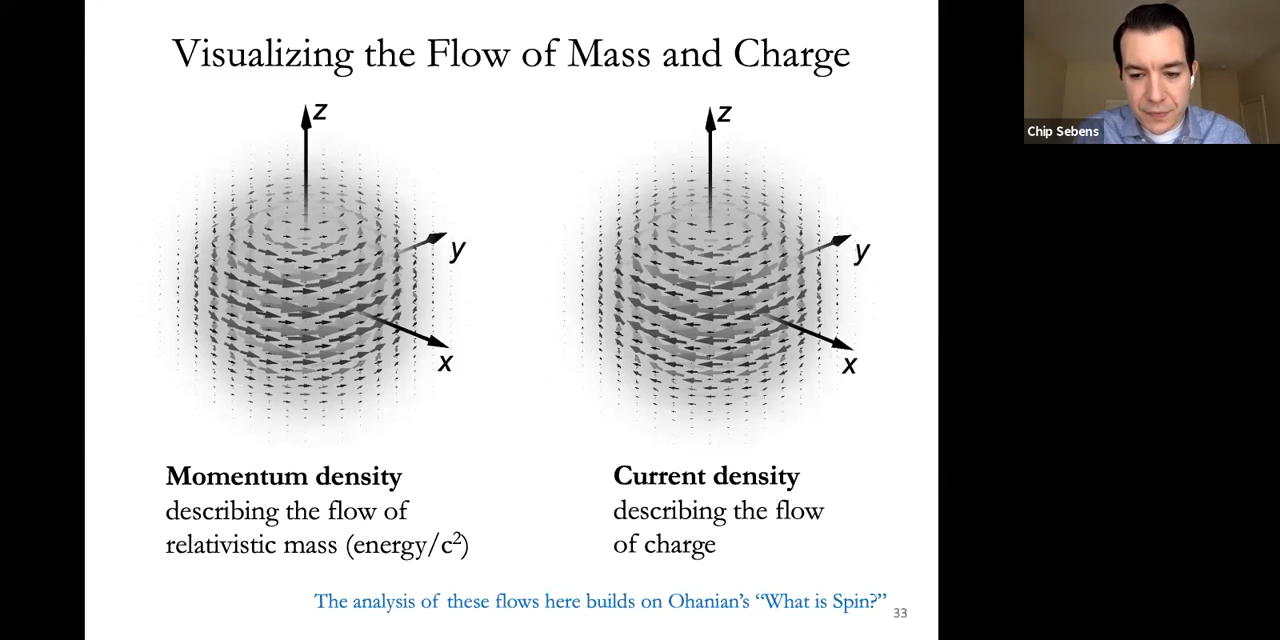 Visualizing the Flow of Mass and Charge
z
y
x
z
y
x
Momentum density
describing the flow of
relativistic mass (energy/c²)
Current density
describing the flow
of charge
The analysis of these flows here builds on Ohanian's “What is Spin?”
33
Chip Sebens